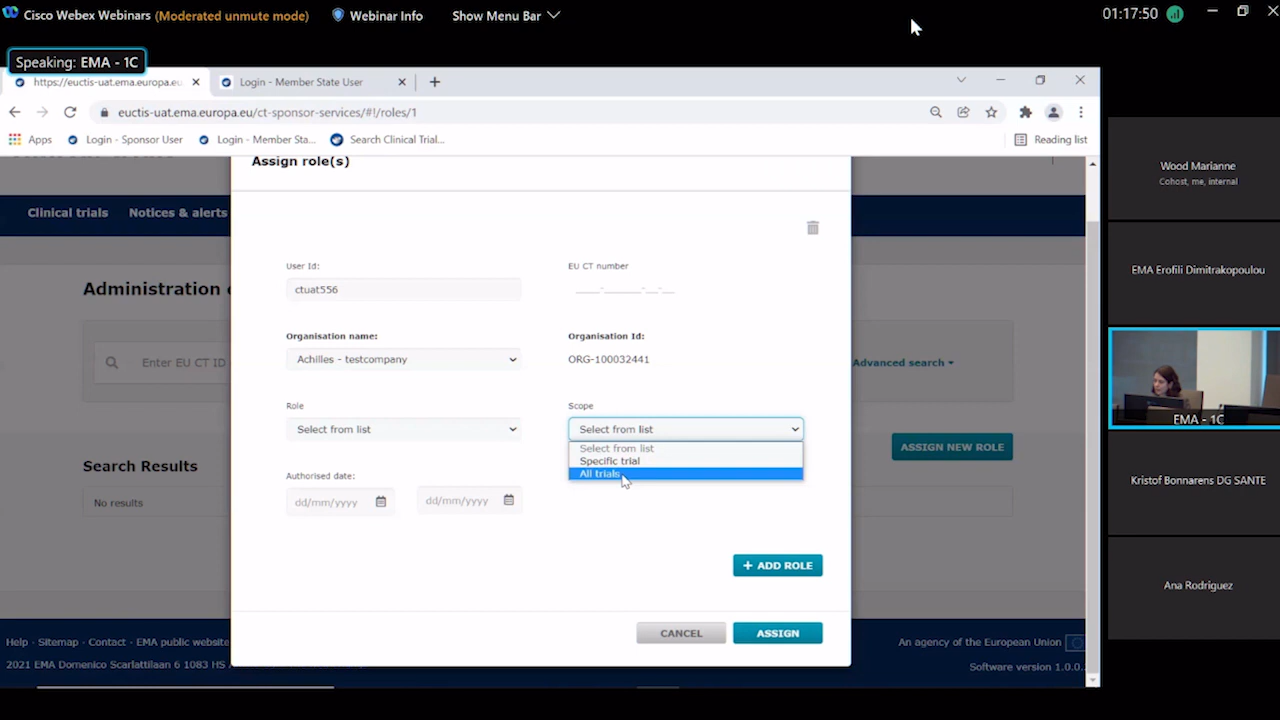 Cisco Webex Webinars (Moderated unmute mode) Webinar Info Show Menu Bar 01:17:50
Speaking: EMA - 1C
https://euctis-uat.ema.europa.eu Login - Member State User
euctis-uat.ema.europa.eu/ct-sponsor-services/#!/roles/1
Apps Login - Sponsor User Login - Member Sta... Search Clinical Trial... Reading list
Assign role(s)
Clinical trials Notices & alerts
User Id: EU CT number
ctuat556
Administration
Organisation name: Organisation Id:
Achilles - testcompany ORG-100032441
Enter EU CT ID Advanced search
Role Scope
Select from list Select from list
Select from list
Specific trial
All trials
ASSIGN NEW ROLE
Search Results
Authorised date:
No results
dd/mm/yyyy dd/mm/yyyy
+ ADD ROLE
CANCEL ASSIGN
Help · Sitemap · Contact · EMA public website An agency of the European Union
2021 EMA Domenico Scarlattilaan 6 1083 HS Software version 1.0.0.
Wood Marianne
Cohost, me, internal
EMA Erofili Dimitrakopoulou
EMA - 1C
Kristof Bonnarens DG SANTE
Ana Rodriguez